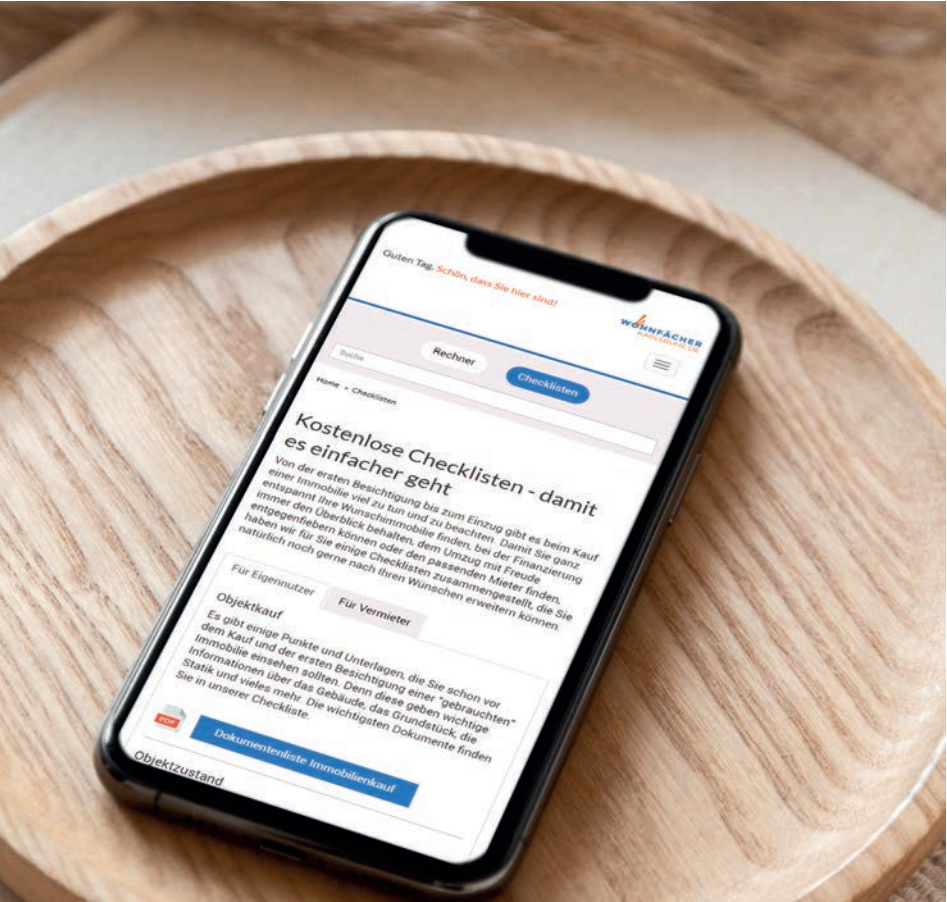 Guten Tag, Schön, dass Sie hier sind!
WOHNFÄCHER
KARLSRUHE.DE
Rechner
Checklisten
Suche
Home » Checklisten
Kostenlose Checklisten - damit
es einfacher geht
Von der ersten Besichtigung bis zum Einzug gibt es beim Kauf
einer Immobilie viel zu tun und zu beachten. Damit Sie ganz
entspannt Ihre Wunschimmobilie finden, bei der Finanzierung
immer den Überblick behalten, dem Umzug mit Freude
entgegenfiebern können oder den passenden Mieter finden,
haben wir für Sie einige Checklisten zusammengestellt, die Sie
natürlich noch gerne nach Ihren Wünschen erweitern können.
Für Eigennutzer
Für Vermieter
Objektkauf
Es gibt einige Punkte und Unterlagen, die Sie schon vor
dem Kauf und der ersten Besichtigung einer "gebrauchten"
Immobilie einsehen sollten. Denn diese geben wichtige
Informationen über das Gebäude, das Grundstück, die
Statik und vieles mehr. Die wichtigsten Dokumente finden
Sie in unserer Checkliste.
PDF
Dokumentenliste Immobilienkauf
Objektzustand